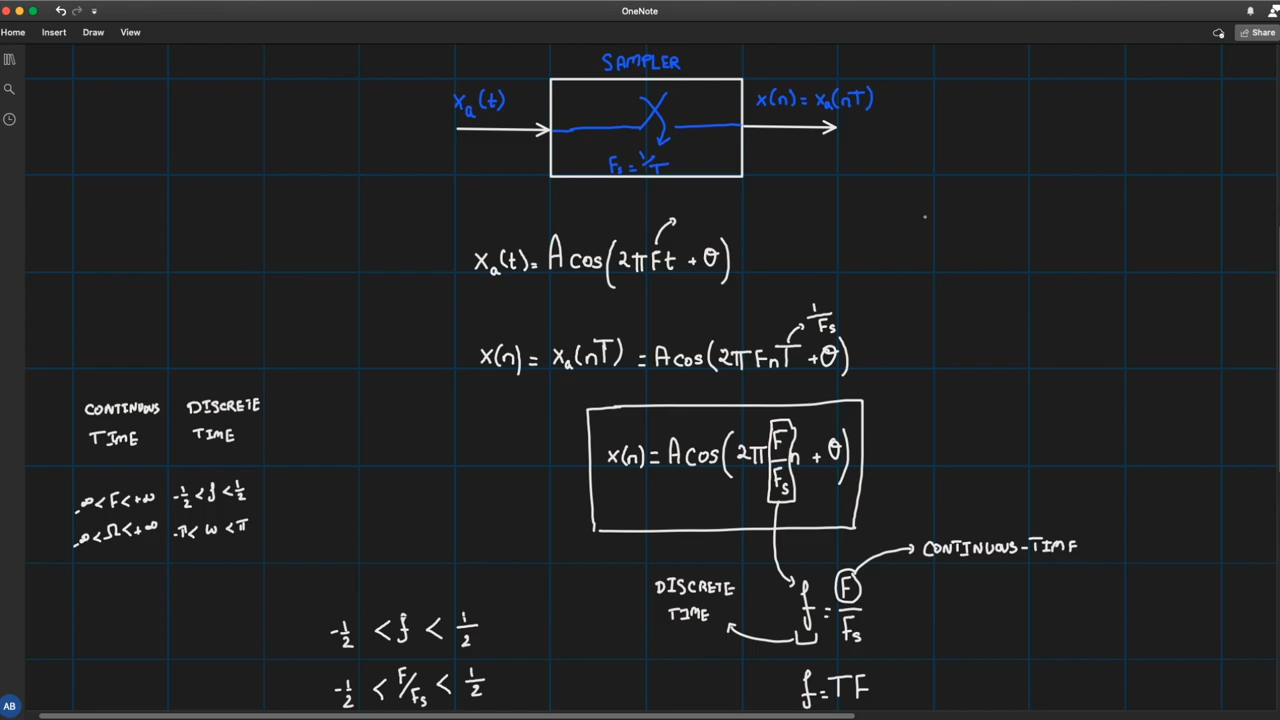 OneNote
Home Insert Draw View
Share
SAMPLER
xₐ(t)
x(n) = xₐ(nT)
Fs = 1/T
xₐ(t) = A cos(2πFt + θ)
1/Fs
x(n) = xₐ(nT) = A cos(2πFnT + θ)
CONTINUOUS TIME
DISCRETE TIME
x(n) = A cos(2π F/Fs n + θ)
-∞ < F < +∞
-1/2 < f < 1/2
-∞ < Ω < +∞
-π < ω < π
CONTINUOUS-TIME
DISCRETE
TIME
f = F/Fs
-1/2 < f < 1/2
-1/2 < F/Fs < 1/2
f = TF
AB